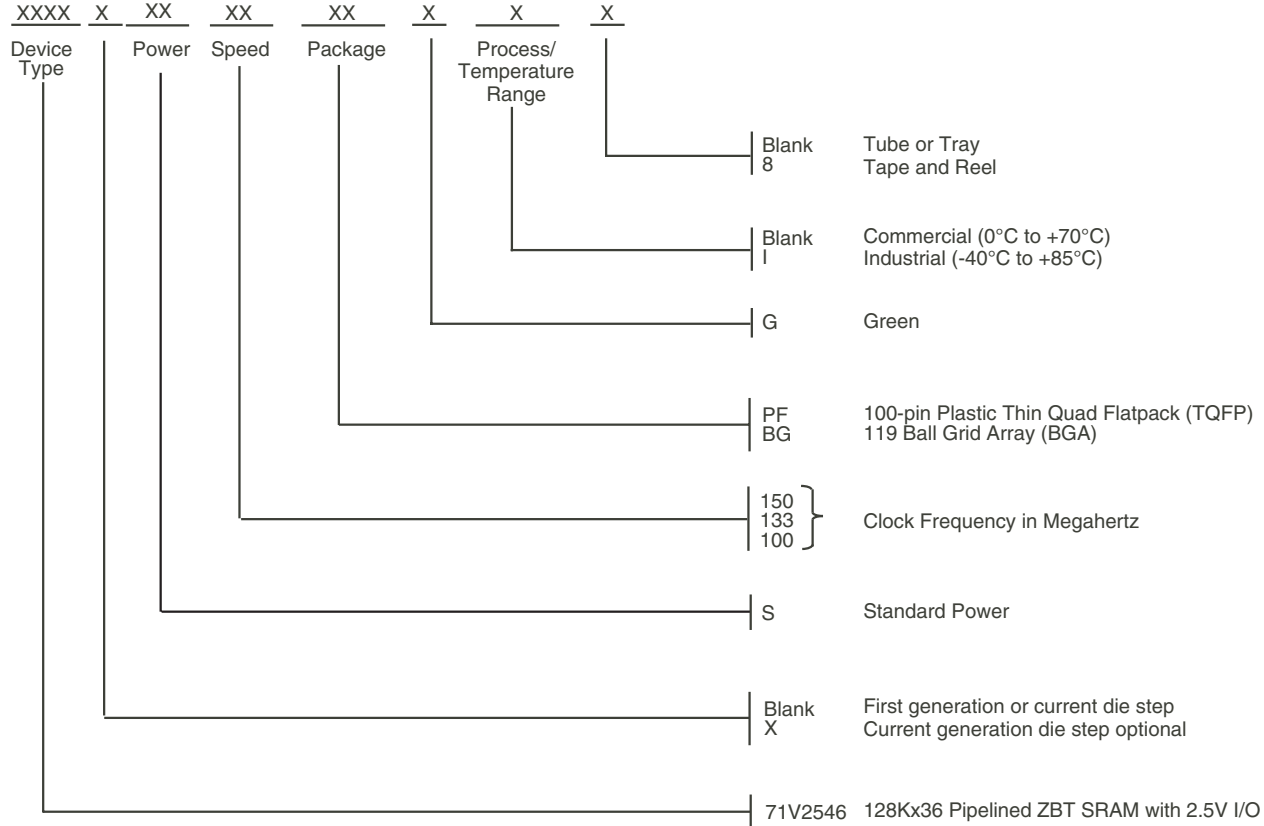 XXXX X XX XX XX X X X
Device Type
Power
Speed
Package
Process/
Temperature
Range
Blank Tube or Tray
8 Tape and Reel
Blank Commercial (0°C to +70°C)
I Industrial (-40°C to +85°C)
G Green
PF 100-pin Plastic Thin Quad Flatpack (TQFP)
BG 119 Ball Grid Array (BGA)
150
133 Clock Frequency in Megahertz
100
S Standard Power
Blank First generation or current die step
X Current generation die step optional
71V2546 128Kx36 Pipelined ZBT SRAM with 2.5V I/O